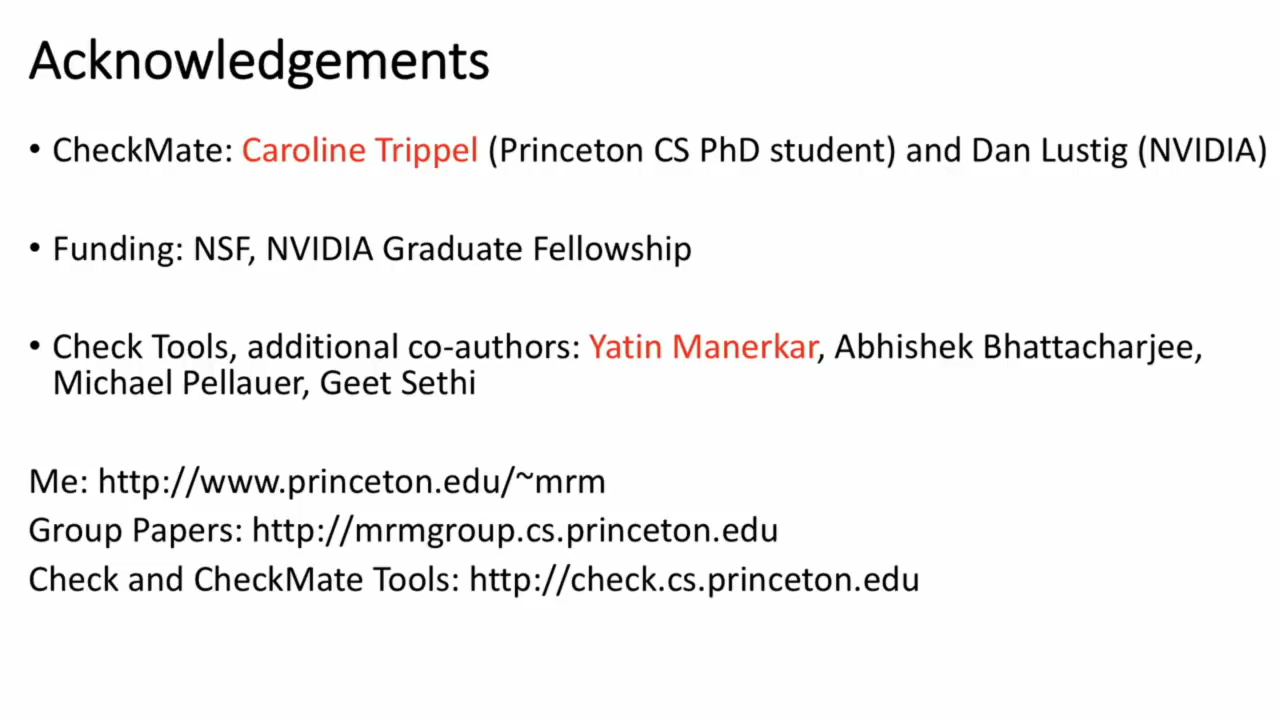 Acknowledgements
• CheckMate: Caroline Trippel (Princeton CS PhD student) and Dan Lustig (NVIDIA)
• Funding: NSF, NVIDIA Graduate Fellowship
• Check Tools, additional co-authors: Yatin Manerkar, Abhishek Bhattacharjee,
Michael Pellauer, Geet Sethi
Me: http://www.princeton.edu/~mrm
Group Papers: http://mrmgroup.cs.princeton.edu
Check and CheckMate Tools: http://check.cs.princeton.edu